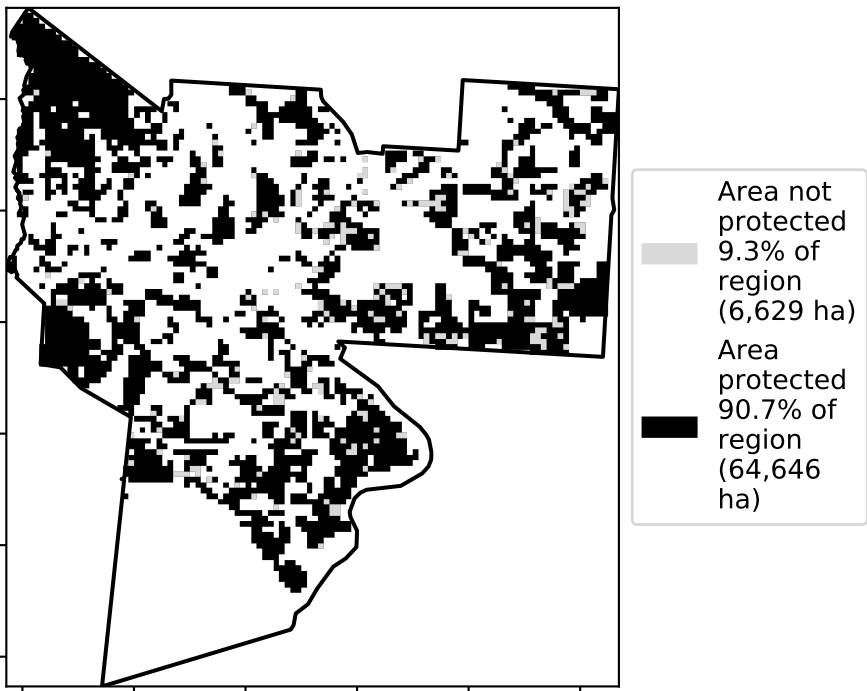 Area not
protected
9.3% of
region
(6,629 ha)
Area
protected
90.7% of
region
(64,646
ha)